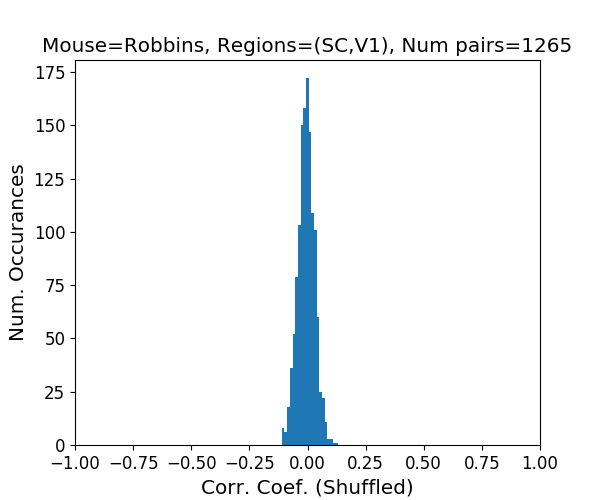 Mouse=Robbins, Regions=(SC,V1), Num pairs=1265
Num. Occurances
175
150
125
100
75
50
25
0
−1.00 −0.75 −0.50 −0.25 0.00 0.25 0.50 0.75 1.00
Corr. Coef. (Shuffled)